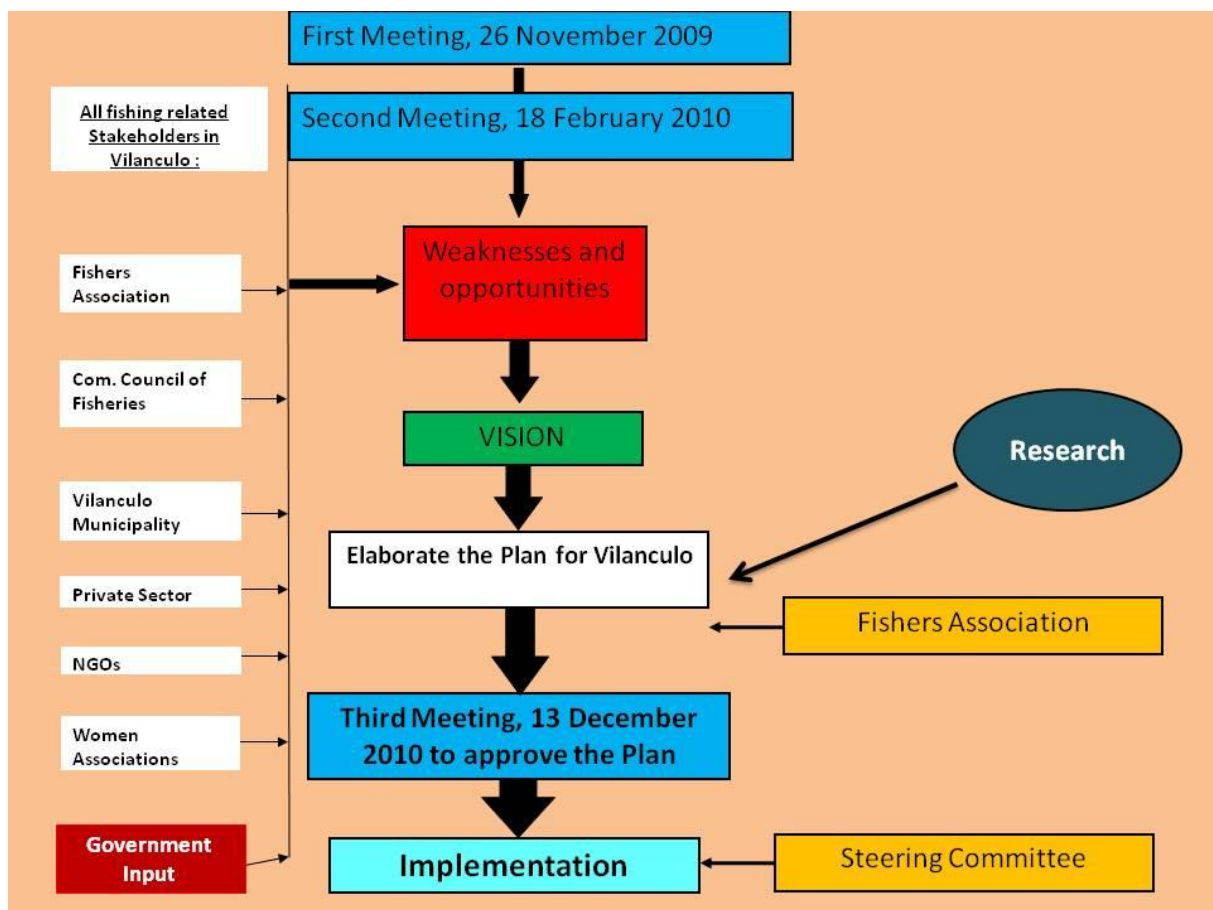 First Meeting, 26 November 2009
Second Meeting, 18 February 2010
All fishing related
Stakeholders in
Vilanculo :
Weaknesses and
opportunities
Fishers
Association
Com. Council of
Fisheries
VISION
Research
Vilanculo
Municipality
Elaborate the Plan for Vilanculo
Private Sector
Fishers Association
NGOs
Third Meeting, 13 December
2010 to approve the Plan
Women
Associations
Government
Input
Implementation
Steering Committee